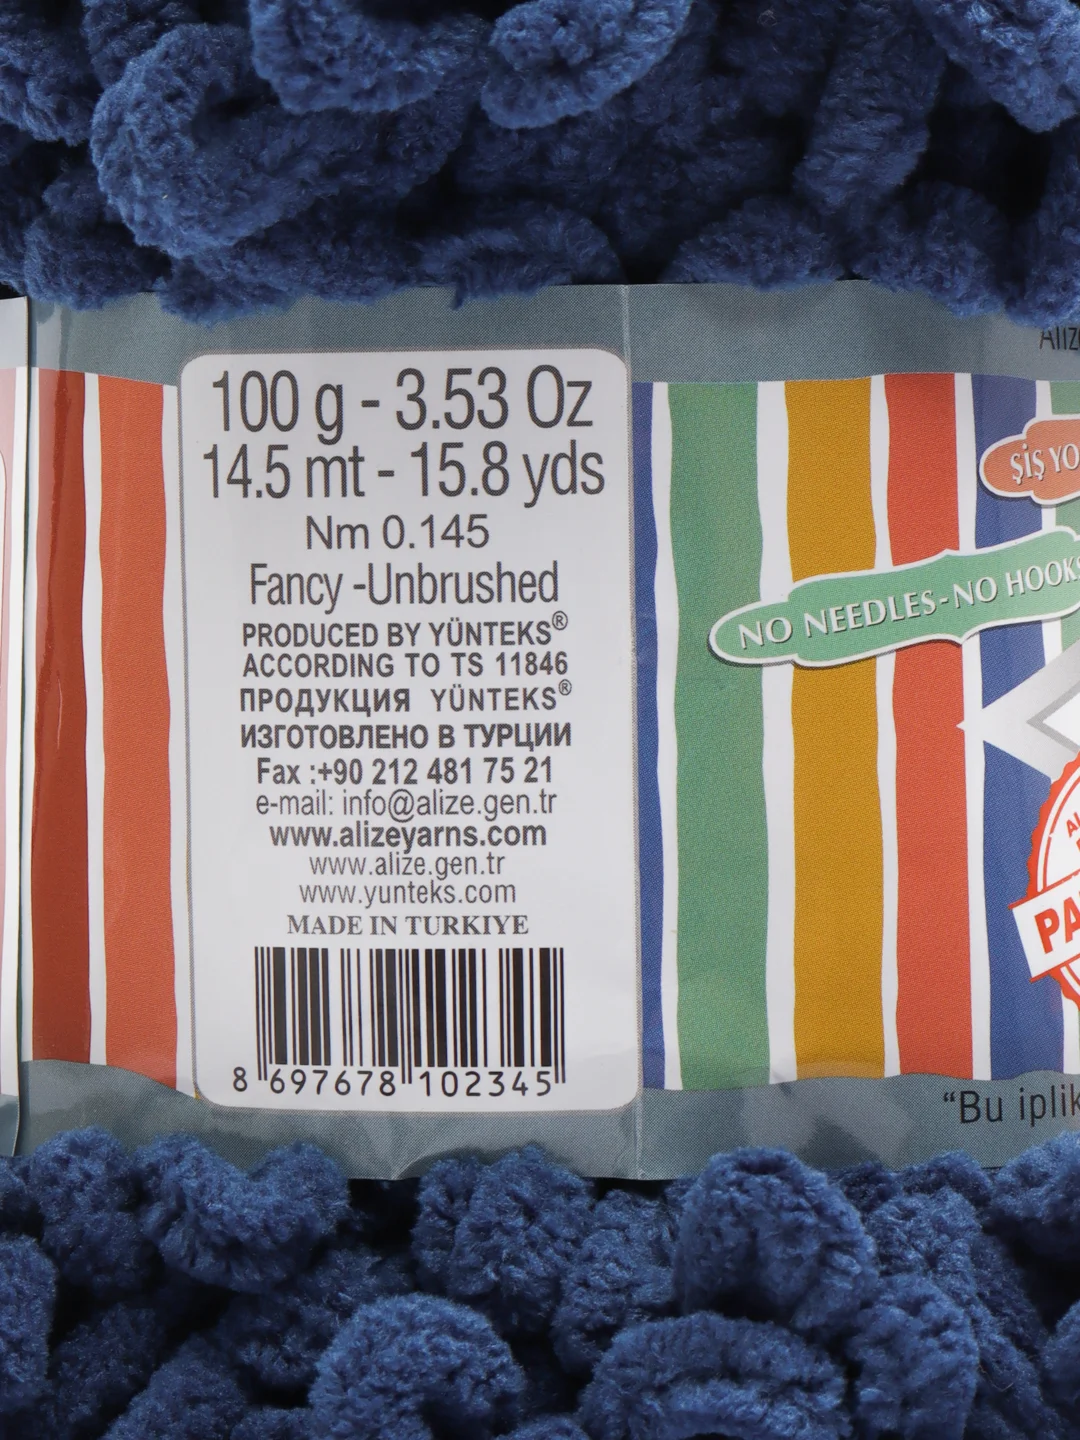 100 g - 3.53 Oz
14.5 mt - 15.8 yds
Nm 0.145
Fancy -Unbrushed
PRODUCED BY YÜNTEKS®
ACCORDING TO TS 11846
ПРОДУКЦИЯ YÜNTEKS®
ИЗГОТОВЛЕНО В ТУРЦИИ
Fax :+90 212 481 75 21
e-mail: info@alize.gen.tr
www.alizeyarns.com
www.alize.gen.tr
www.yunteks.com
MADE IN TURKIYE
8 697678 102345
ŞİŞ
NO NEEDLES-NO HOOKS
"Bu iplik